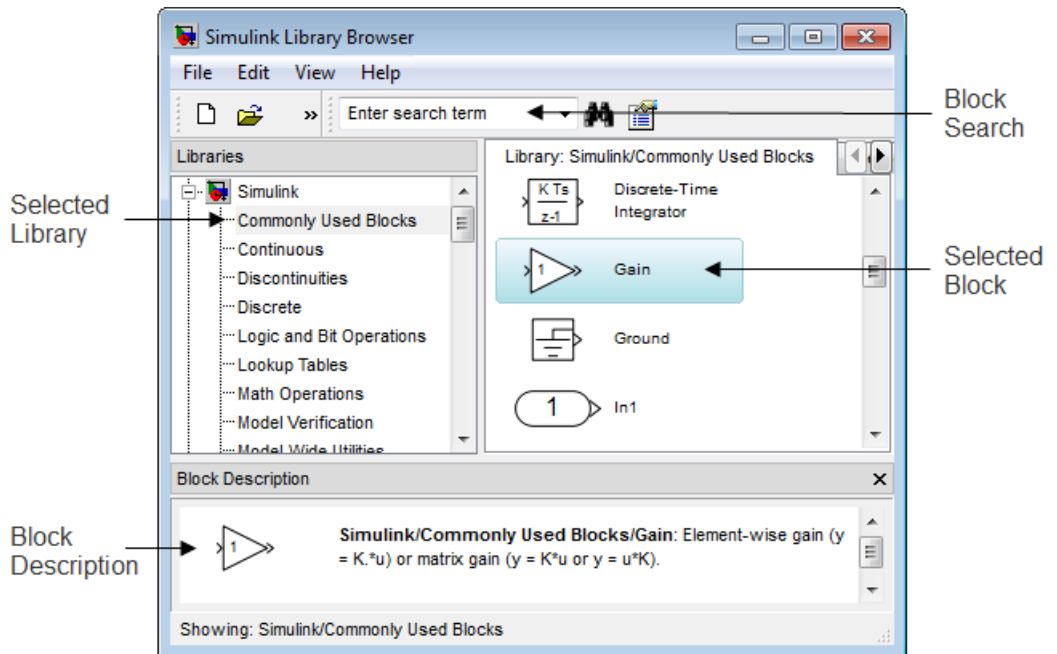 Simulink Library Browser
File Edit View Help
» Enter search term
Block
Search
Libraries
Library: Simulink/Commonly Used Blocks
Selected
Library
Simulink
Commonly Used Blocks
Continuous
Discontinuities
Discrete
Logic and Bit Operations
Lookup Tables
Math Operations
Model Verification
Model Wide Utilities
K Ts
z-1
Discrete-Time
Integrator
1
Gain
Selected
Block
Ground
1
In1
Block Description
Block
Description
1
Simulink/Commonly Used Blocks/Gain: Element-wise gain (y
= K.*u) or matrix gain (y = K*u or y = u*K).
Showing: Simulink/Commonly Used Blocks